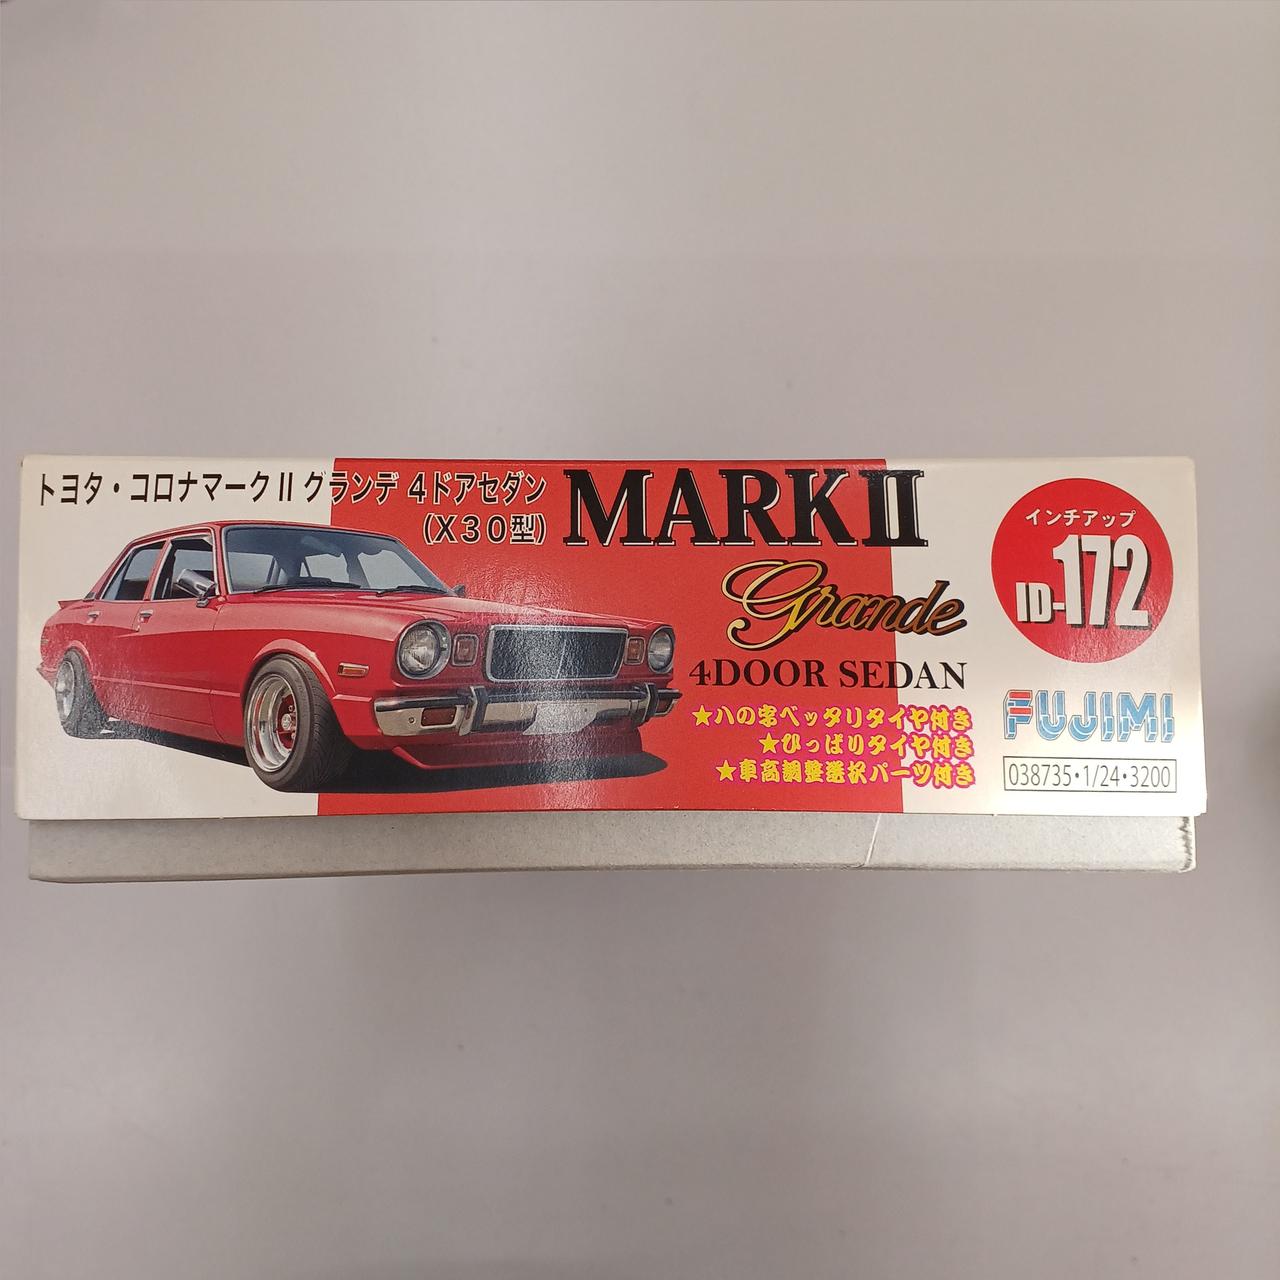 トヨタ・コロナマークⅡ グランデ 4ドアセダン
(X30型)
MARKⅡ
Grande
4DOOR SEDAN
★ハの字ベッタリタイヤ付き
★ひっぱりタイヤ付き
★車高調整選択パーツ付き
インチアップ
ID-172
FUJIMI
038735・1/24・3200